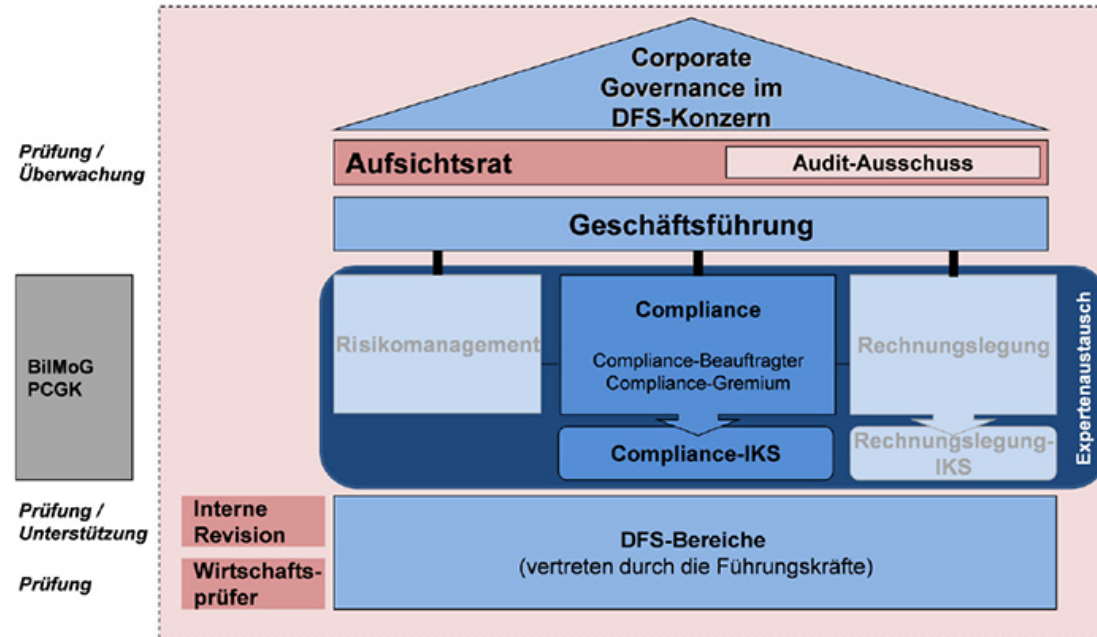 Corporate
Governance im
DFS-Konzern
Prüfung /
Überwachung
Aufsichtsrat
Audit-Ausschuss
Geschäftsführung
BilMoG
PCGK
Risikomanagement
Compliance
Compliance-Beauftragter
Compliance-Gremium
Rechnungslegung
Expertenaustausch
Compliance-IKS
Rechnungslegung-
IKS
Prüfung /
Unterstützung
Interne
Revision
DFS-Bereiche
(vertreten durch die Führungskräfte)
Prüfung
Wirtschafts-
prüfer